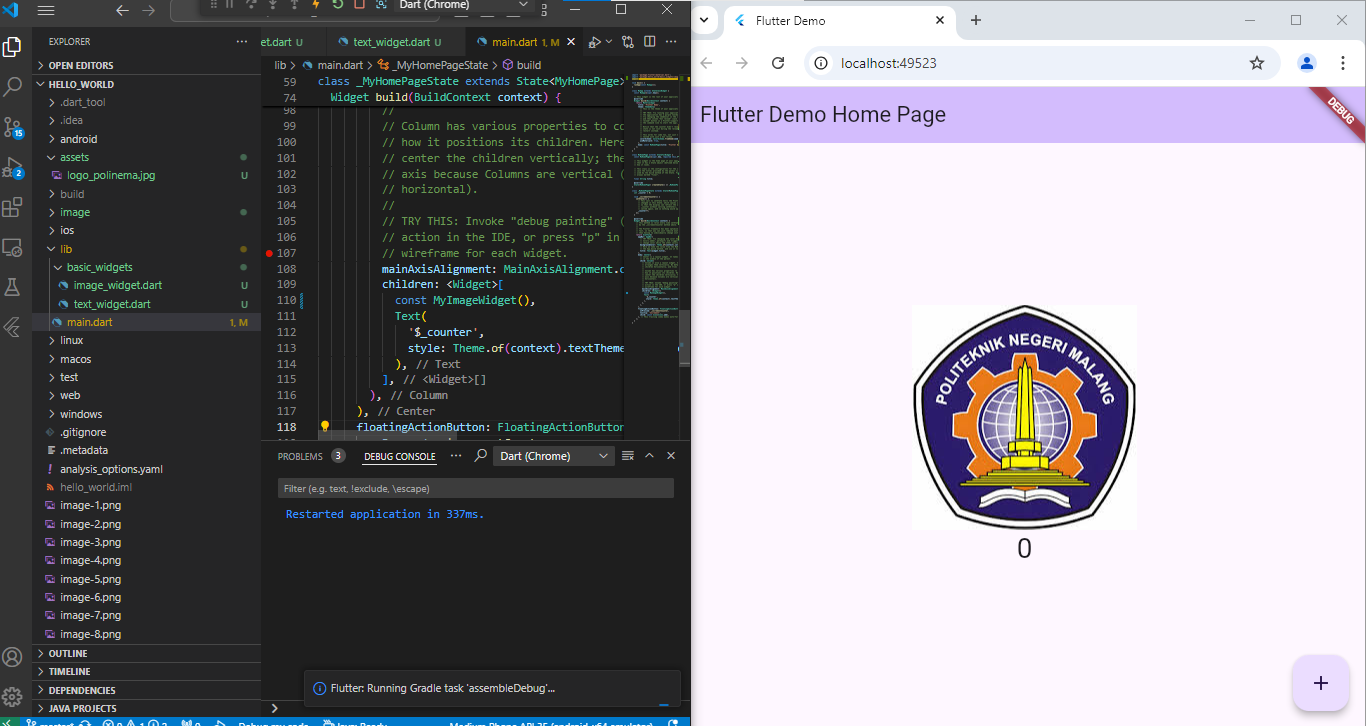 Dart (Chrome)
EXPLORER
OPEN EDITORS
HELLO_WORLD
.dart_tool
.idea
android
assets
logo_polinema.jpg U
build
image
ios
lib
basic_widgets
image_widget.dart U
text_widget.dart U
main.dart 1, M
linux
macos
test
web
windows
.gitignore
.metadata
analysis_options.yaml
hello_world.iml
image-1.png
image-2.png
image-3.png
image-4.png
image-5.png
image-6.png
image-7.png
image-8.png
OUTLINE
TIMELINE
DEPENDENCIES
JAVA PROJECTS
15
2
et.dart U
text_widget.dart U
main.dart 1, M
lib > main.dart > _MyHomePageState > build
59 class _MyHomePageState extends State<MyHomePage>
74 Widget build(BuildContext context) {
98 //
99 // Column has various properties to co
100 // how it positions its children. Here
101 // center the children vertically; the
102 // axis because Columns are vertical (
103 // horizontal).
104 //
105 // TRY THIS: Invoke "debug painting" (
106 // action in the IDE, or press "p" in
107 // wireframe for each widget.
108 mainAxisAlignment: MainAxisAlignment.c
109 children: <Widget>[
110 const MyImageWidget(),
111 Text(
112 '$_counter',
113 style: Theme.of(context).textTheme
114 ), // Text
115 ], // <Widget>[]
116 ), // Column
117 ), // Center
118 floatingActionButton: FloatingActionButton
PROBLEMS 3
DEBUG CONSOLE
Dart (Chrome)
Filter (e.g. text, !exclude, \escape)
Restarted application in 337ms.
Flutter: Running Gradle task 'assembleDebug'...
Flutter Demo
localhost:49523
Flutter Demo Home Page
DEBUG
POLITEKNIK NEGERI MALANG
0